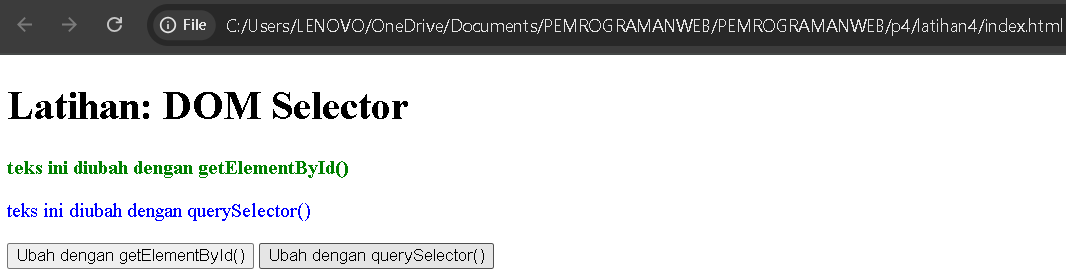 File C:/Users/LENOVO/OneDrive/Documents/PEMROGRAMANWEB/PEMROGRAMANWEB/p4/latihan4/index.html
Latihan: DOM Selector
teks ini diubah dengan getElementById()
teks ini diubah dengan querySelector()
Ubah dengan getElementById() Ubah dengan querySelector()